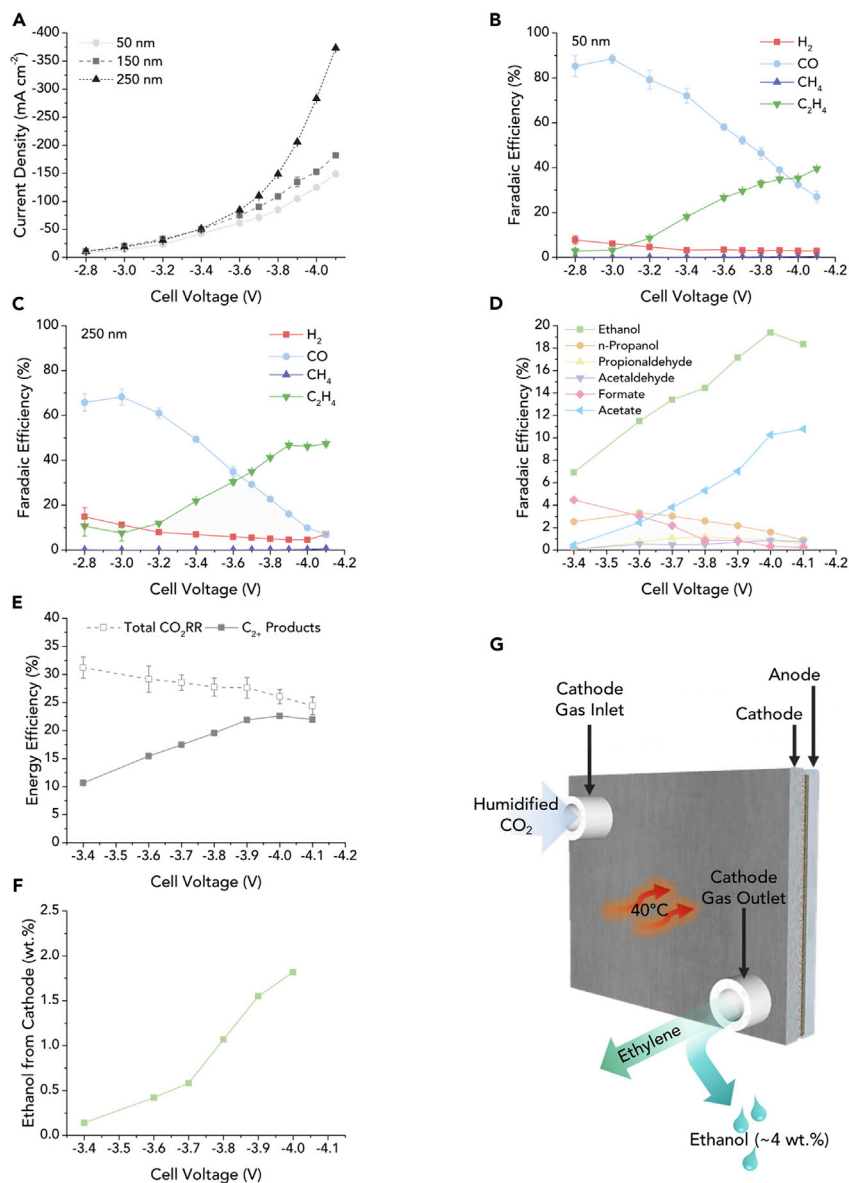 A
-400
-350
-300
-250
-200
-150
-100
-50
0
Current Density (mA cm-2)
50 nm
150 nm
250 nm
-2.8 -3.0 -3.2 -3.4 -3.6 -3.8 -4.0
Cell Voltage (V)
B
100
80
60
40
20
0
Faradaic Efficiency (%)
50 nm
H2
CO
CH4
C2H4
-2.8 -3.0 -3.2 -3.4 -3.6 -3.8 -4.0 -4.2
Cell Voltage (V)
C
100
80
60
40
20
0
Faradaic Efficiency (%)
250 nm
H2
CO
CH4
C2H4
-2.8 -3.0 -3.2 -3.4 -3.6 -3.8 -4.0 -4.2
Cell Voltage (V)
D
20
18
16
14
12
10
8
6
4
2
0
Faradaic Efficiency (%)
Ethanol
n-Propanol
Propionaldehyde
Acetaldehyde
Formate
Acetate
-3.4 -3.5 -3.6 -3.7 -3.8 -3.9 -4.0 -4.1 -4.2
Cell Voltage (V)
E
40
35
30
25
20
15
10
5
0
Energy Efficiency (%)
Total CO2RR C2+ Products
-3.4 -3.5 -3.6 -3.7 -3.8 -3.9 -4.0 -4.1 -4.2
Cell Voltage (V)
F
2.5
2.0
1.5
1.0
0.5
0.0
Ethanol from Cathode (wt.%)
-3.4 -3.5 -3.6 -3.7 -3.8 -3.9 -4.0 -4.1 -4.2
Cell Voltage (V)
G
Anode
Cathode
Cathode
Gas Inlet
Humidified
CO2
40°C
Cathode
Gas Outlet
Ethylene
Ethanol (~4 wt.%)